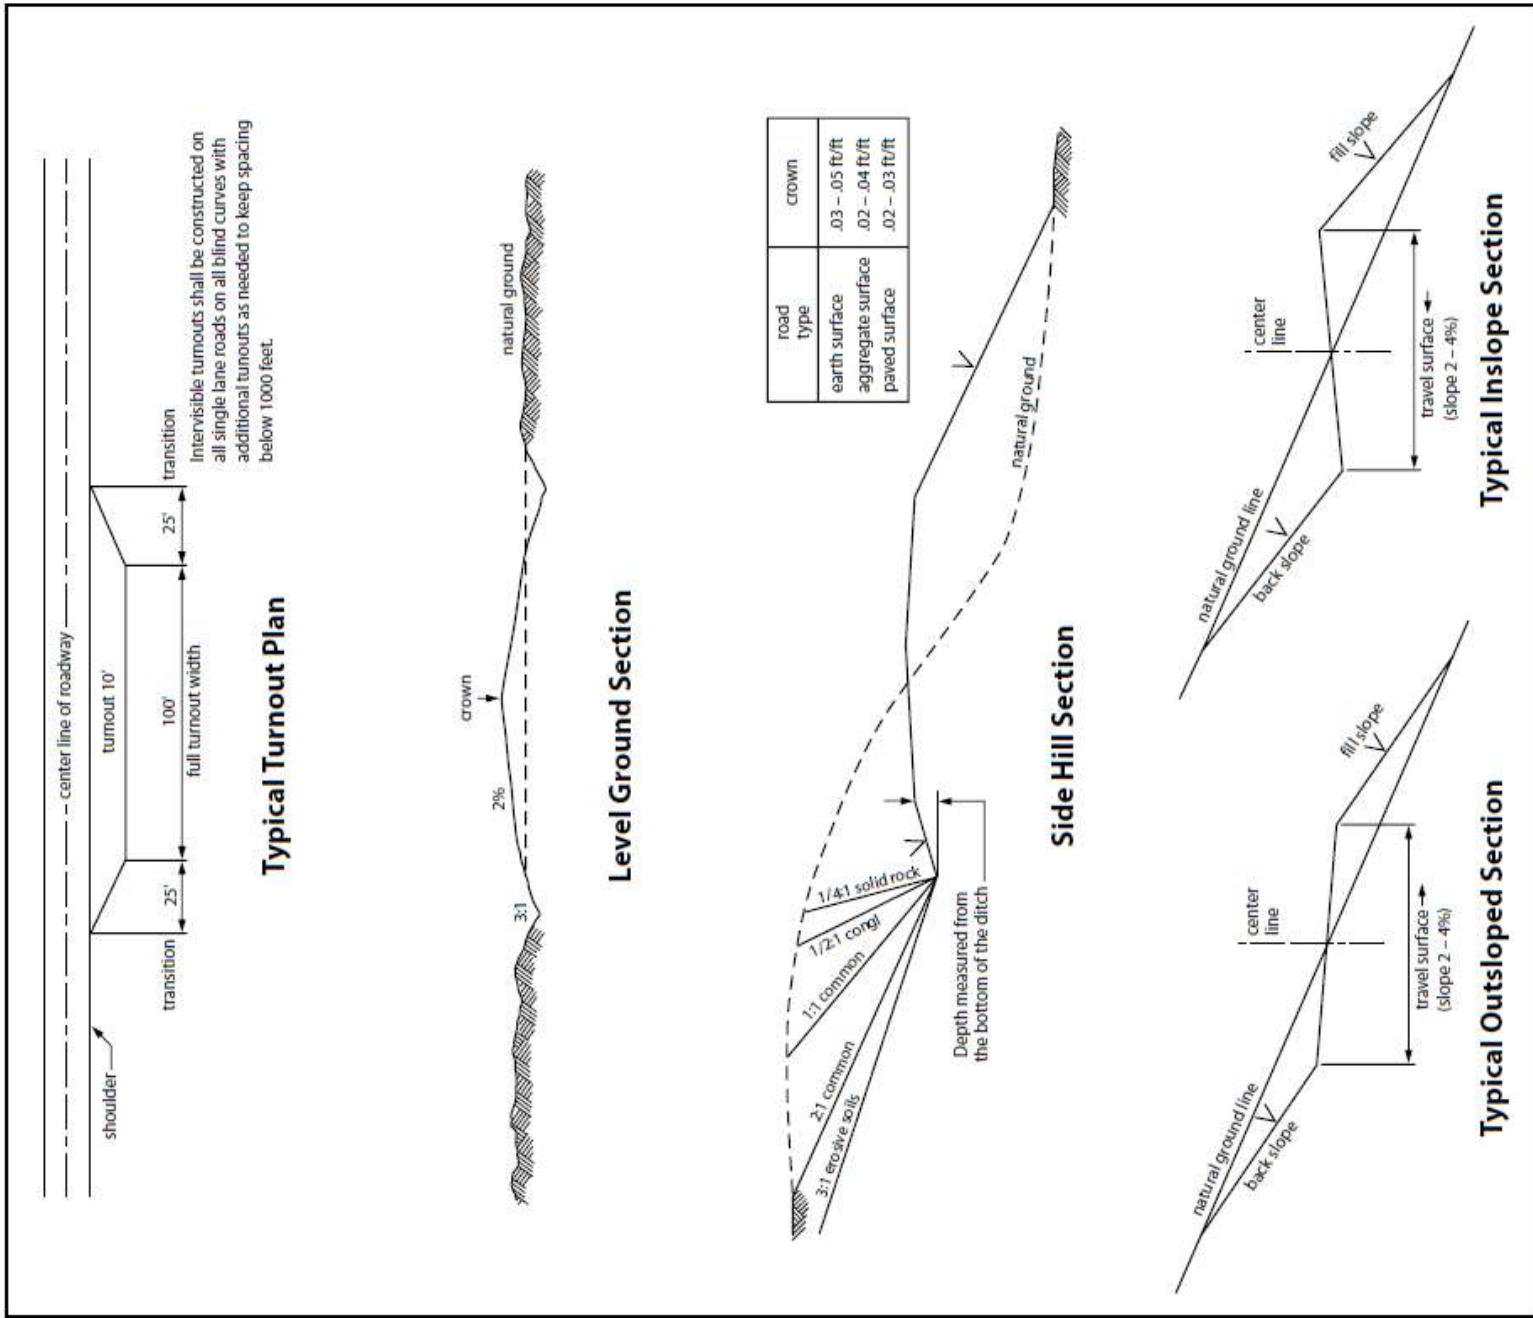 center line of roadway
shoulder
turnout 10'
transition
25'
100'
full turnout width
25'
transition
Intervisible turnouts shall be constructed on
all single lane roads on all blind curves with
additional tunouts as needed to keep spacing
below 1000 feet.
Typical Turnout Plan
crown
natural ground
2%
3:1
Level Ground Section
road
type
crown
earth surface
.03 – .05 ft/ft
aggregate surface
.02 – .04 ft/ft
paved surface
.02 – .03 ft/ft
1/4:1 solid rock
1/2:1 congl
1:1 common
2:1 common
3:1 erosive soils
natural ground
Depth measured from
the bottom of the ditch
Side Hill Section
natural ground line
back slope
center
line
fill slope
travel surface
(slope 2 – 4%)
Typical Outsloped Section
natural ground line
back slope
center
line
fill slope
travel surface
(slope 2 – 4%)
Typical Inslope Section